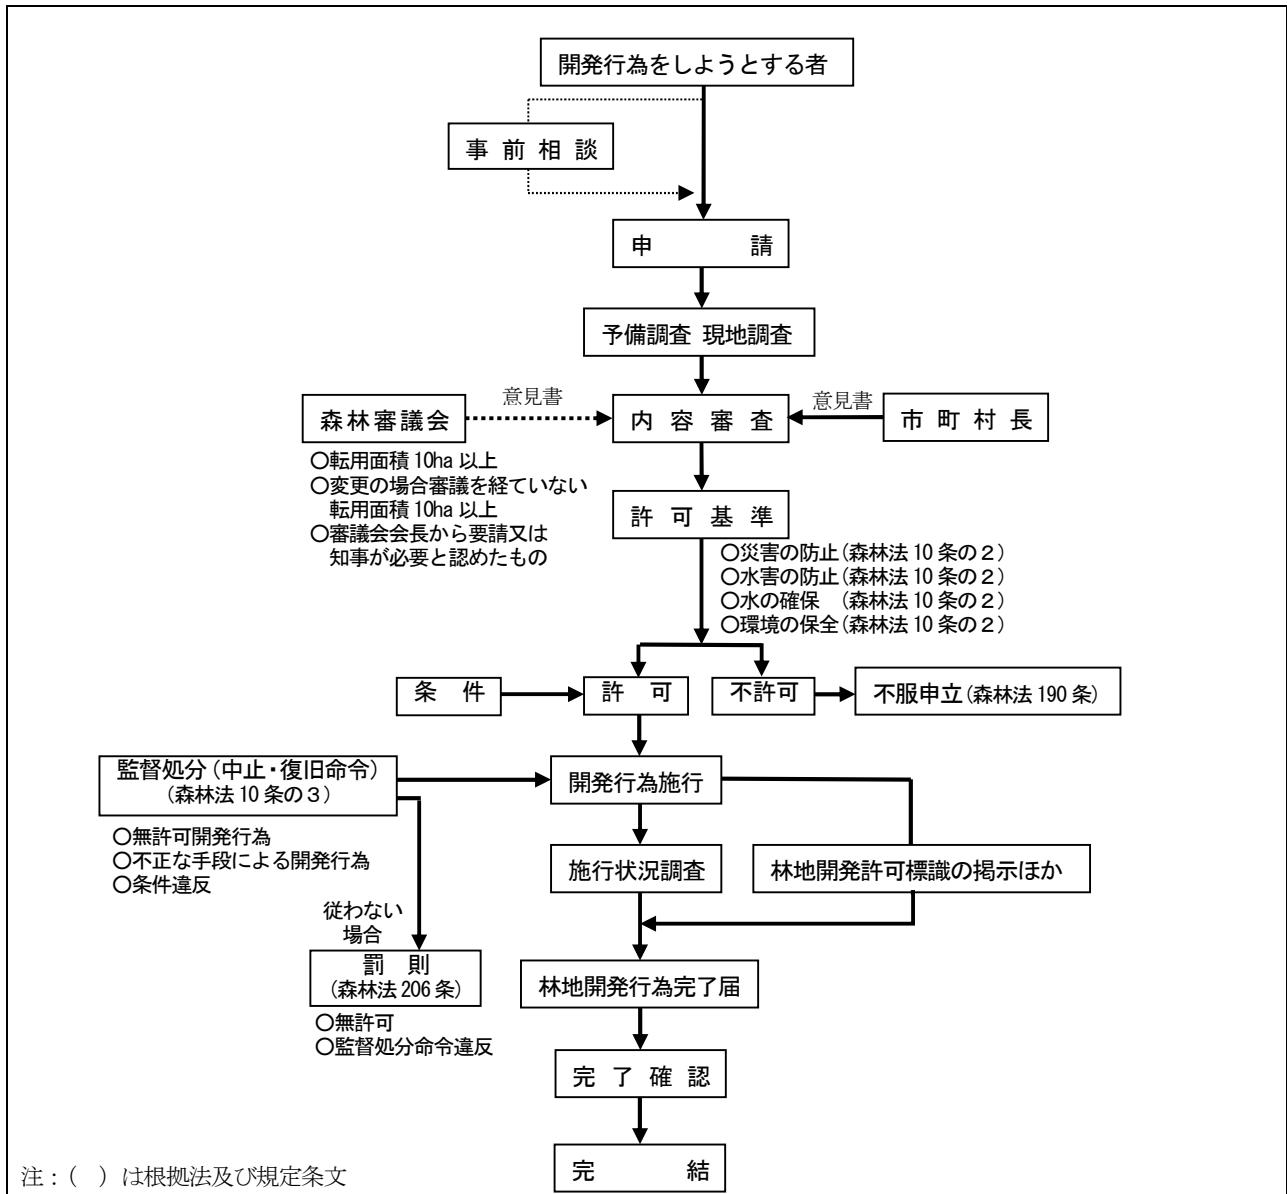 開発行為をしようとする者
事前相談
申請
予備調査 現地調査
意見書
意見書
森林審議会
内容審査
市町村長
〇転用面積 10ha 以上
〇変更の場合審議を経ていない
転用面積 10ha 以上
〇審議会会長から要請又は
知事が必要と認めたもの
許可基準
〇災害の防止(森林法 10 条の２)
〇水害の防止(森林法 10 条の２)
〇水の確保 (森林法 10 条の２)
〇環境の保全(森林法 10 条の２)
条件
許可
不許可
不服申立(森林法 190 条)
監督処分(中止・復旧命令)
(森林法 10 条の３)
開発行為施行
〇無許可開発行為
〇不正な手段による開発行為
〇条件違反
施行状況調査
林地開発許可標識の掲示ほか
従わない
場合
罰則
(森林法 206 条)
〇無許可
〇監督処分命令違反
林地開発行為完了届
完了確認
完結
注：( ) は根拠法及び規定条文